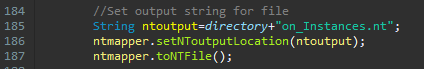 184 //Set output string for file
185 String ntoutput=directory+"on_Instances.nt";
186 ntmapper.setNToutputLocation(ntoutput);
187 ntmapper.toNTFile();